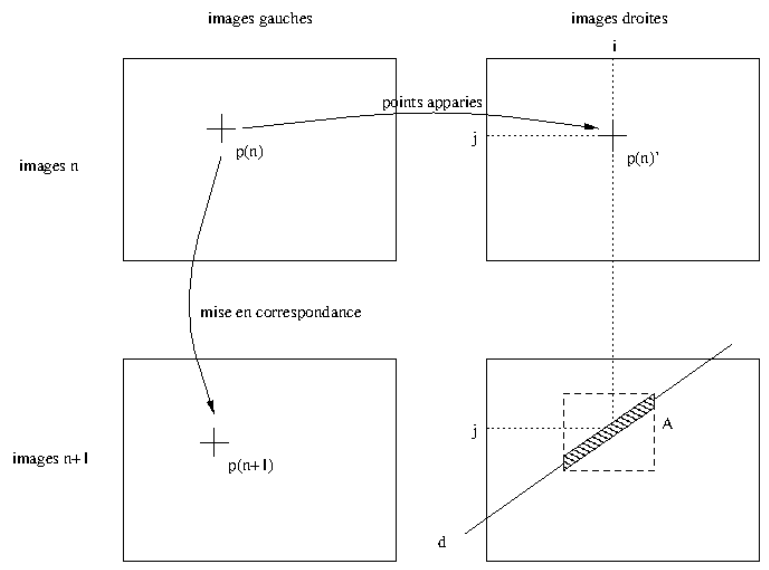 images gauches
images droites
i
points apparies
j
p(n)
p(n)'
images n
mise en correspondance
A
j
images n+1
p(n+1)
d